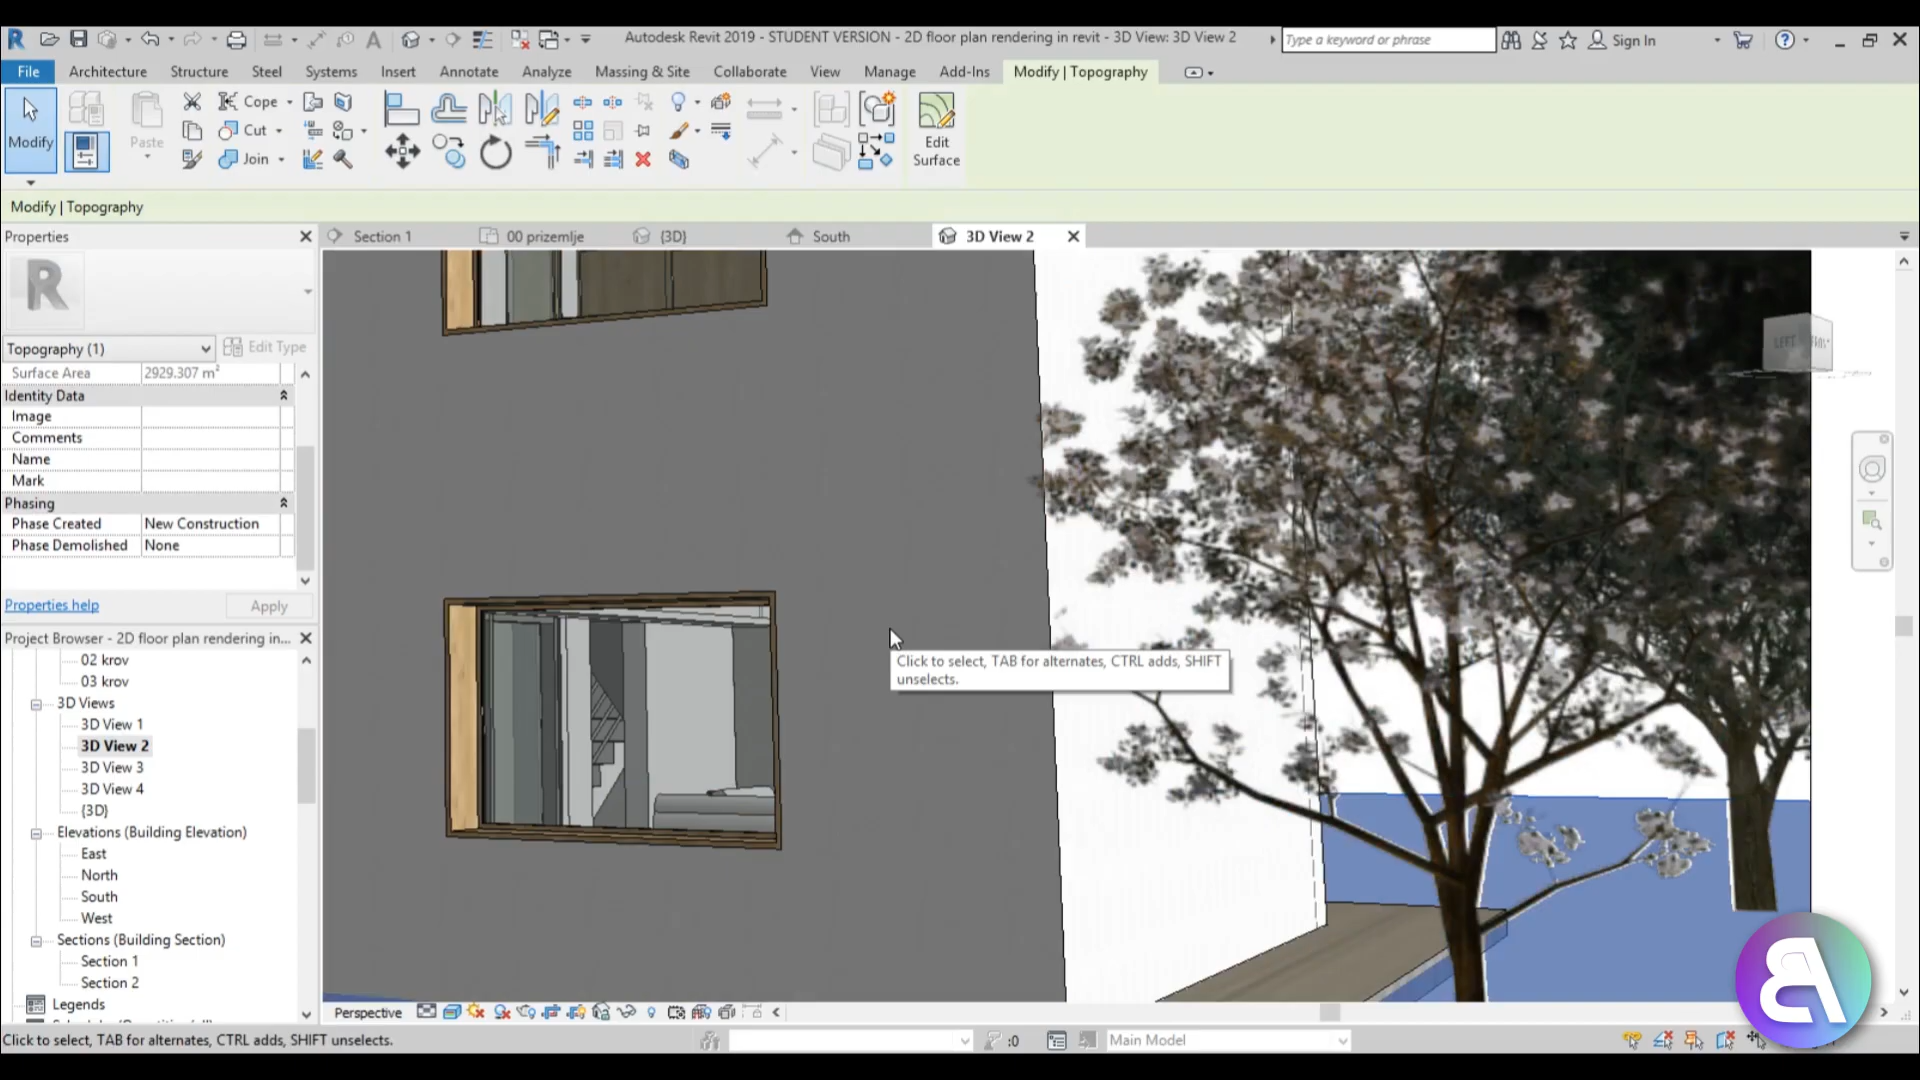 Autodesk Revit 2019 - STUDENT VERSION - 2D floor plan rendering in revit - 3D View: 3D View 2
Type a keyword or phrase
Sign In
File Architecture Structure Steel Systems Insert Annotate Analyze Massing & Site Collaborate View Manage Add-Ins Modify | Topography
Modify
Paste
Cope
Cut
Join
Edit
Surface
Modify | Topography
Properties
Section 1
00 prizemlje
{3D}
South
3D View 2
R
Topography (1)
Edit Type
Surface Area 2929.307 m²
Identity Data
Image
Comments
Name
Mark
Phasing
Phase Created New Construction
Phase Demolished None
Properties help
Apply
Project Browser - 2D floor plan rendering in...
02 krov
03 krov
3D Views
3D View 1
3D View 2
3D View 3
3D View 4
{3D}
Elevations (Building Elevation)
East
North
South
West
Sections (Building Section)
Section 1
Section 2
Legends
LEFT
Click to select, TAB for alternates, CTRL adds, SHIFT
unselects.
Perspective
Click to select, TAB for alternates, CTRL adds, SHIFT unselects.
:0
Main Model